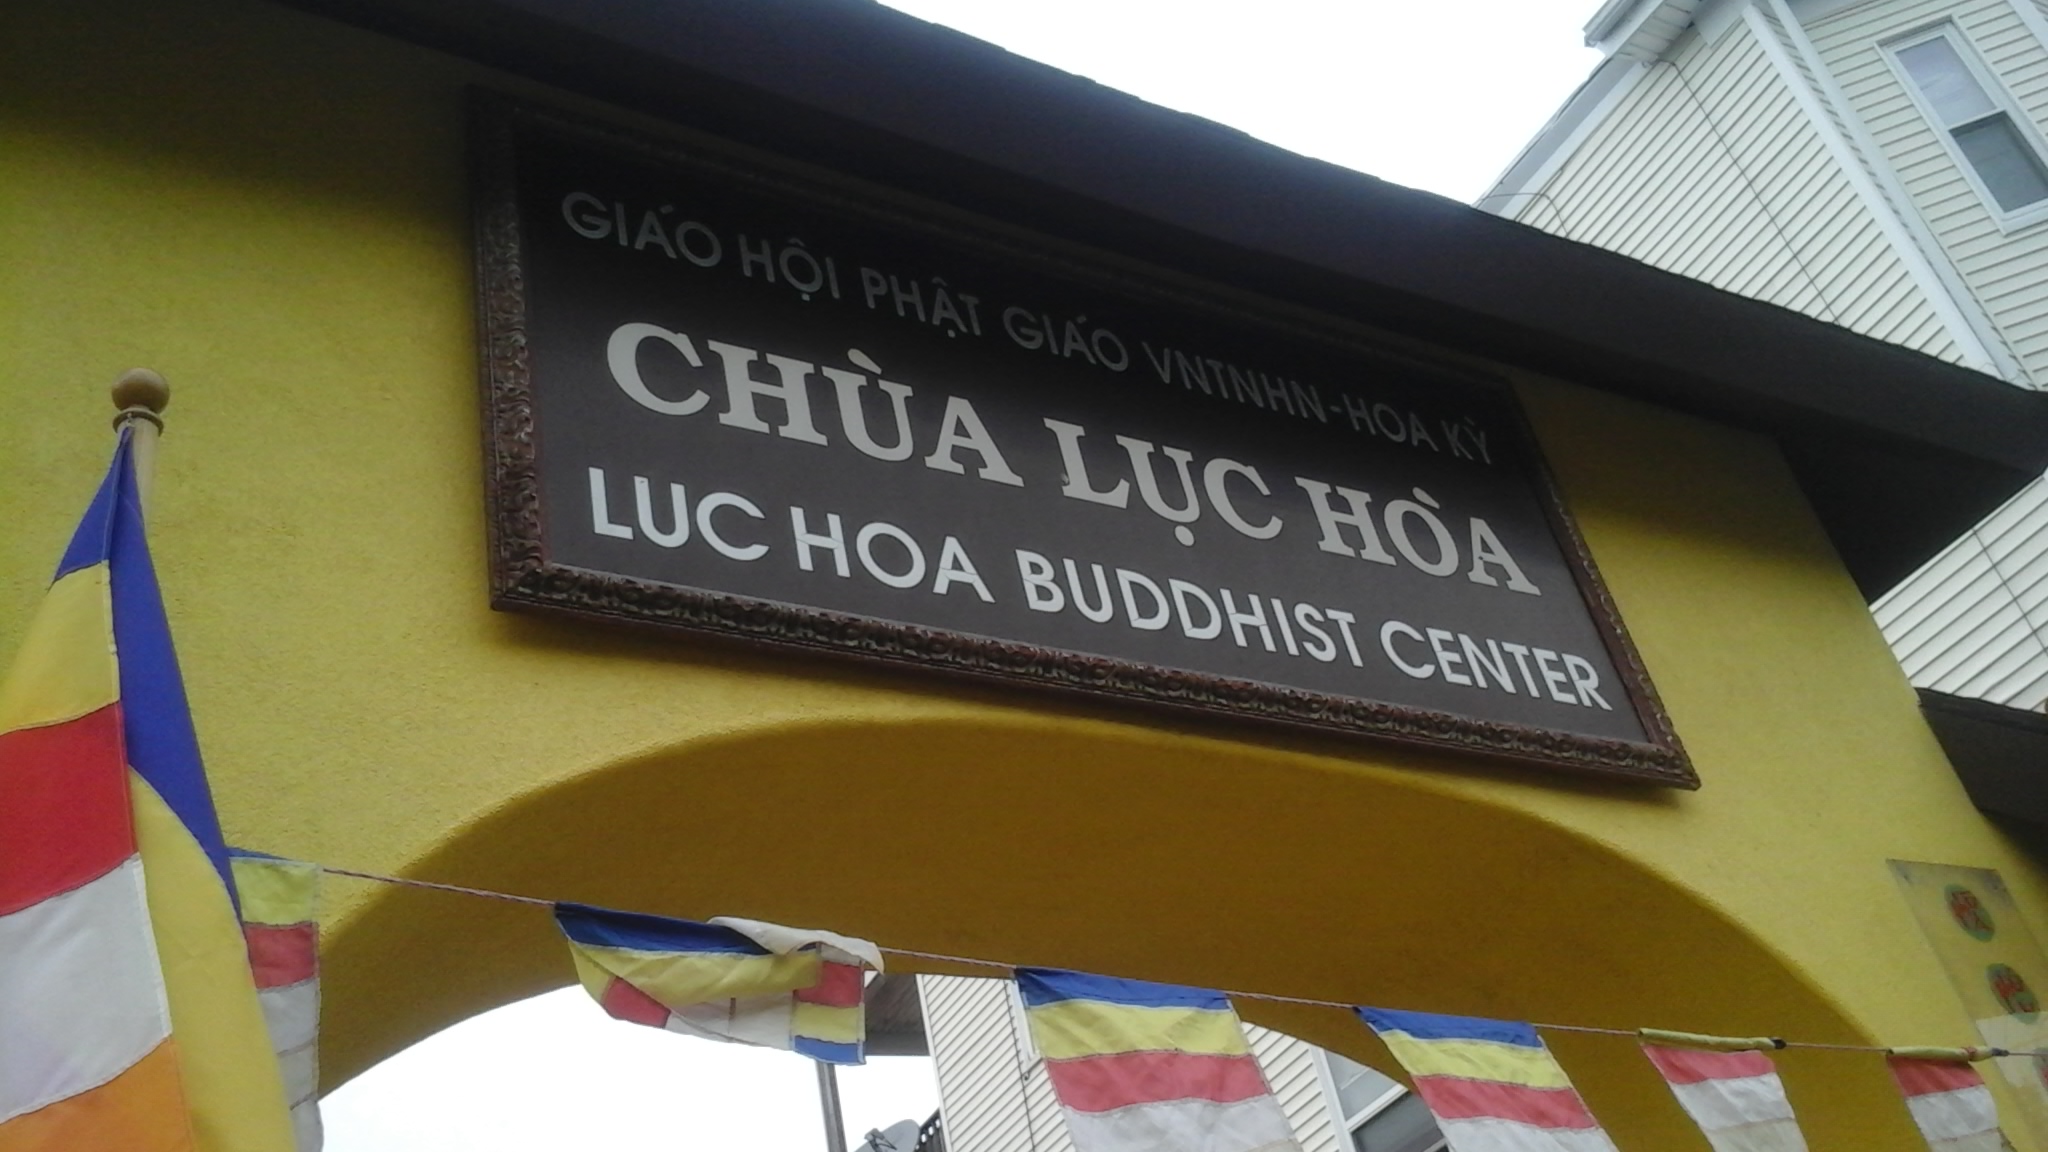 GIÁO HỘI PHẬT GIÁO VNTNHN-HOA KỲ
CHÙA LỤC HÒA
LUC HOA BUDDHIST CENTER